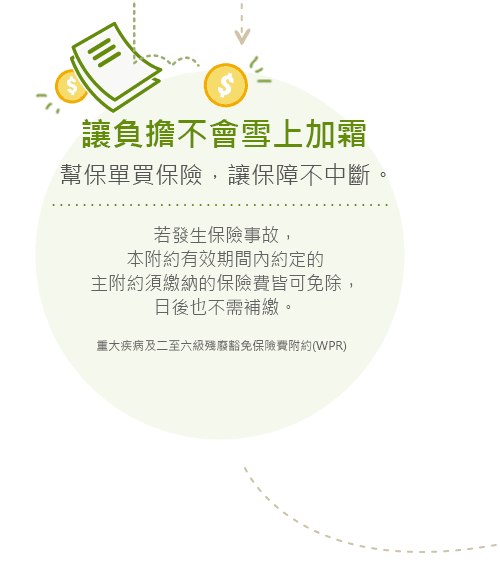 讓負擔不會雪上加霜
幫保單買保險，讓保障不中斷。
若發生保險事故，
本附約有效期間內約定的
主附約須繳納的保險費皆可免除，
日後也不需補繳。
重大疾病及二至六級殘廢豁免保險費附約(WPR)